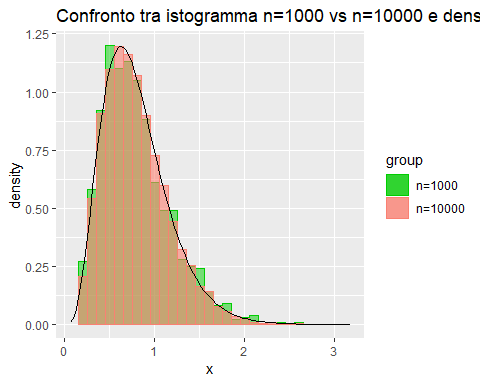 Confronto tra istogramma n=1000 vs n=10000 e dens
1.25
1.00
0.75
0.50
0.25
0.00
density
0
1
2
3
x
group
n=1000
n=10000